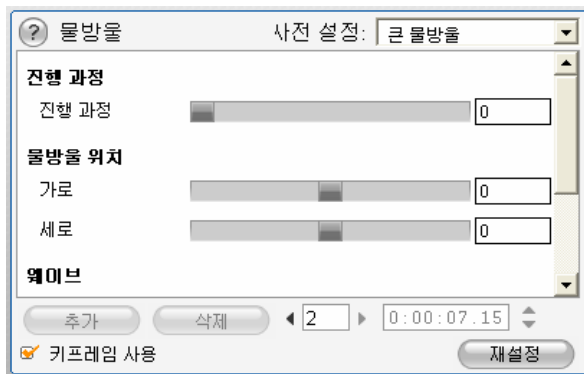 ? 물방울 사전 설정: 큰 물방울
진행 과정
진행 과정 0
물방울 위치
가로 0
세로 0
웨이브
추가 삭제 2 0:00:07.15
키프레임 사용 재설정